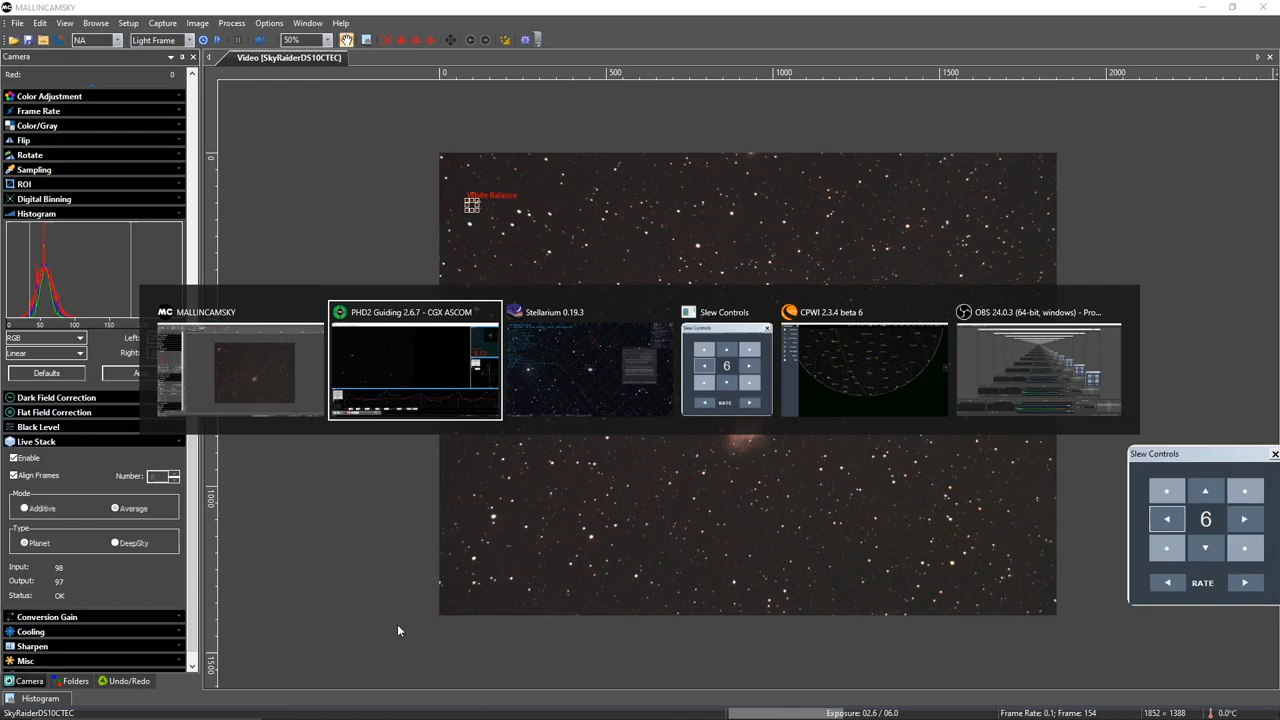 MALLINCAMSKY
File Edit View Browse Setup Capture Image Process Options Window Help
NA Light Frame 50%
Camera
Video [SkyRaiderDS10CTEC]
Red: 0
0 500 1000 1500 2000
Color Adjustment
Frame Rate
Color/Gray
Flip
Rotate
Sampling
ROI
Digital Binning
Histogram
0 50 100 150
RGB Left:
Linear Right:
Defaults
Dark Field Correction
Flat Field Correction
Black Level
Live Stack
Enable
Align Frames Number:
Mode
Additive Average
Type
Planet DeepSky
Input: 98
Output: 97
Status: OK
Conversion Gain
Cooling
Sharpen
Misc
Camera Folders Undo/Redo
Histogram
White Balance
0
1000
1500
MALLINCAMSKY
PHD2 Guiding 2.6.7 - CGX ASCOM
Stellarium 0.19.3
Slew Controls
CPWI 2.3.4 beta 6
OBS 24.0.3 (64-bit, windows) - Pro...
Slew Controls
6
RATE
Slew Controls
6
RATE
SkyRaiderDS10CTEC Exposure: 02.6 / 06.0 Frame Rate: 0.1; Frame: 154 1852 × 1388 0.0°C